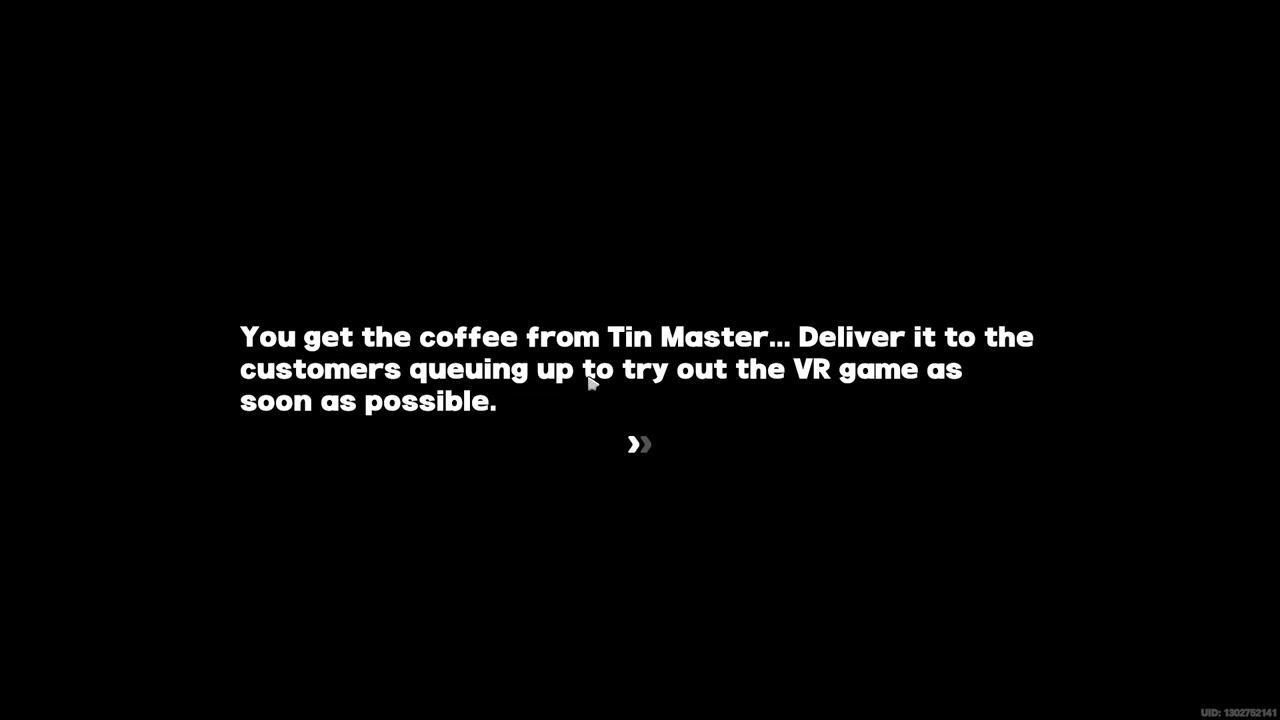 You get the coffee from Tin Master... Deliver it to the
customers queuing up to try out the VR game as
soon as possible.
UID: 1302752141